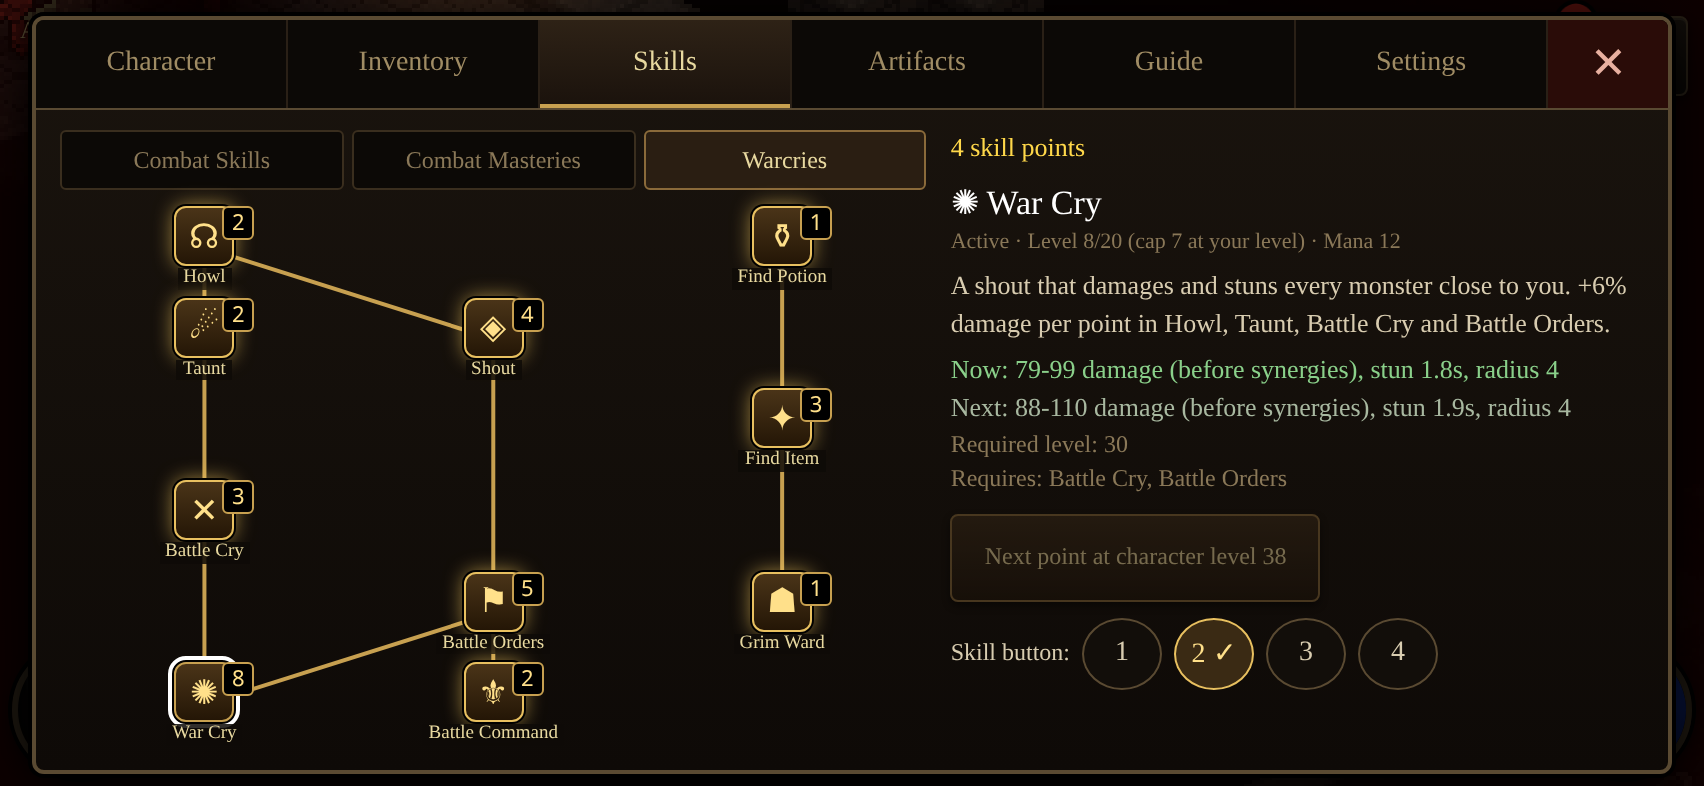 Character
Inventory
Skills
Artifacts
Guide
Settings
✕
Combat Skills
Combat Masteries
Warcries
2
Howl
2
Taunt
4
Shout
3
Battle Cry
5
Battle Orders
8
War Cry
2
Battle Command
1
Find Potion
3
Find Item
1
Grim Ward
4 skill points
✺ War Cry
Active · Level 8/20 (cap 7 at your level) · Mana 12
A shout that damages and stuns every monster close to you. +6%
damage per point in Howl, Taunt, Battle Cry and Battle Orders.
Now: 79-99 damage (before synergies), stun 1.8s, radius 4
Next: 88-110 damage (before synergies), stun 1.9s, radius 4
Required level: 30
Requires: Battle Cry, Battle Orders
Next point at character level 38
Skill button: 1 2 ✓ 3 4